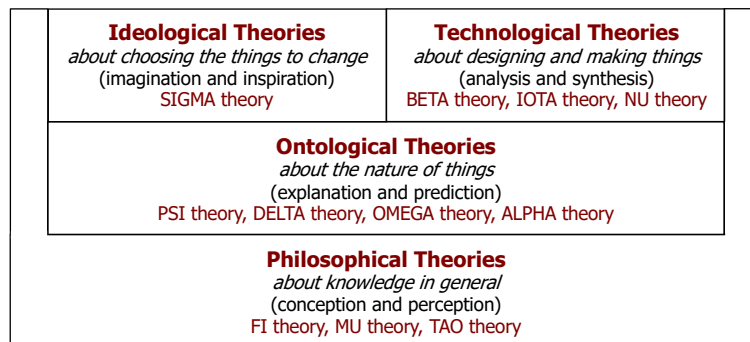 Ideological Theories
about choosing the things to change
(imagination and inspiration)
SIGMA theory
Technological Theories
about designing and making things
(analysis and synthesis)
BETA theory, IOTA theory, NU theory
Ontological Theories
about the nature of things
(explanation and prediction)
PSI theory, DELTA theory, OMEGA theory, ALPHA theory
Philosophical Theories
about knowledge in general
(conception and perception)
FI theory, MU theory, TAO theory